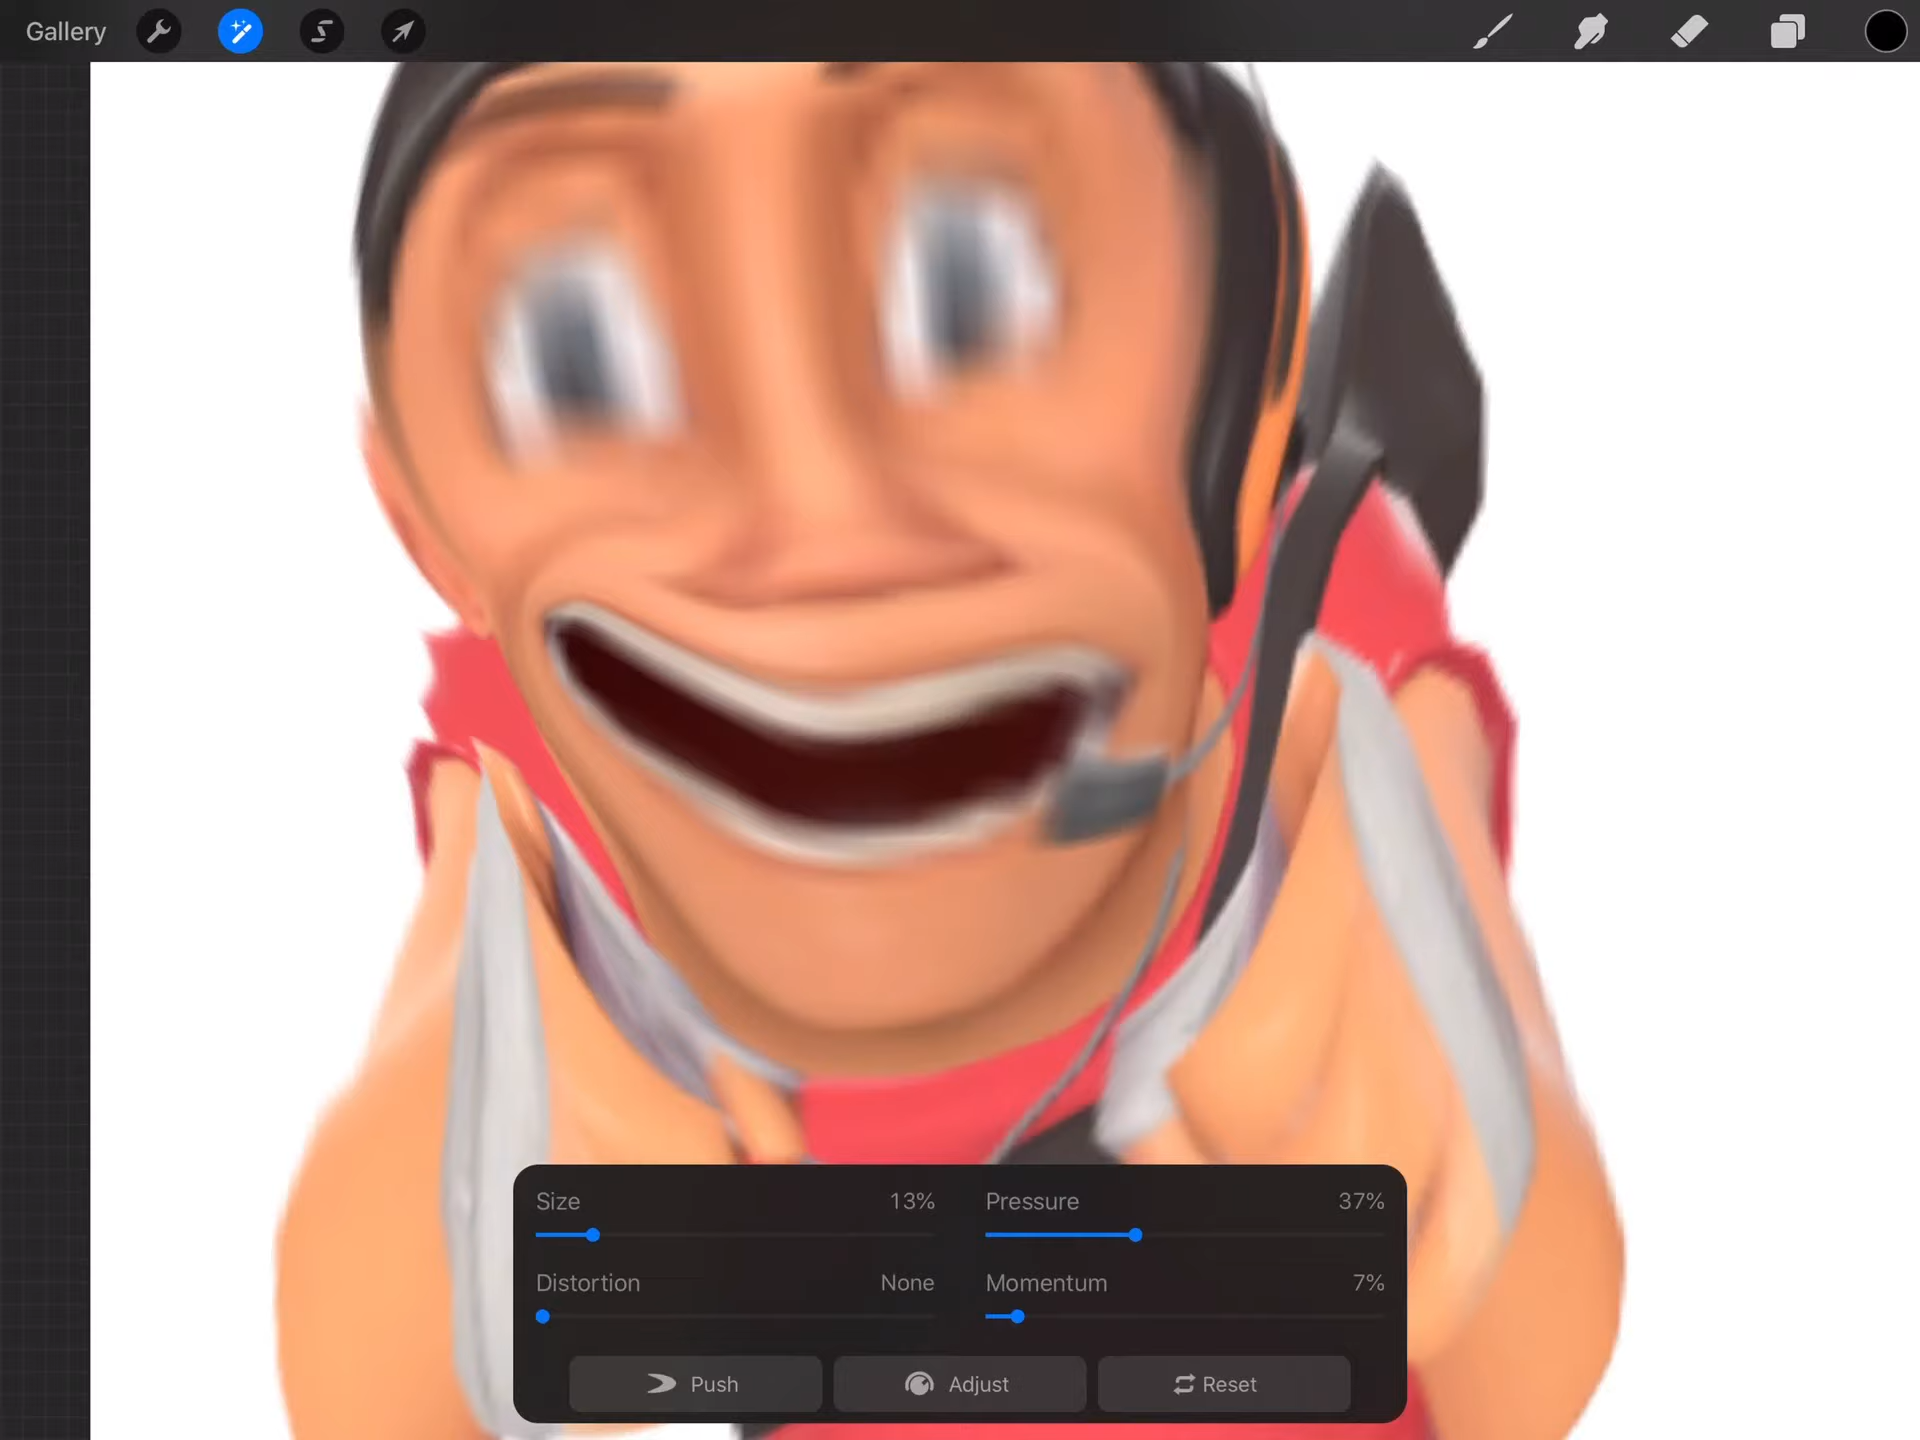 Gallery
Size 13% Pressure 37%
Distortion None Momentum 7%
Push Adjust Reset